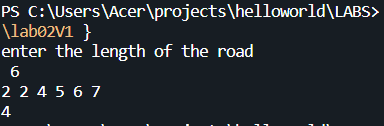 PS C:\Users\Acer\projects\helloworld\LABS>
\lab02V1 }
enter the length of the road
6
2 2 4 5 6 7
4